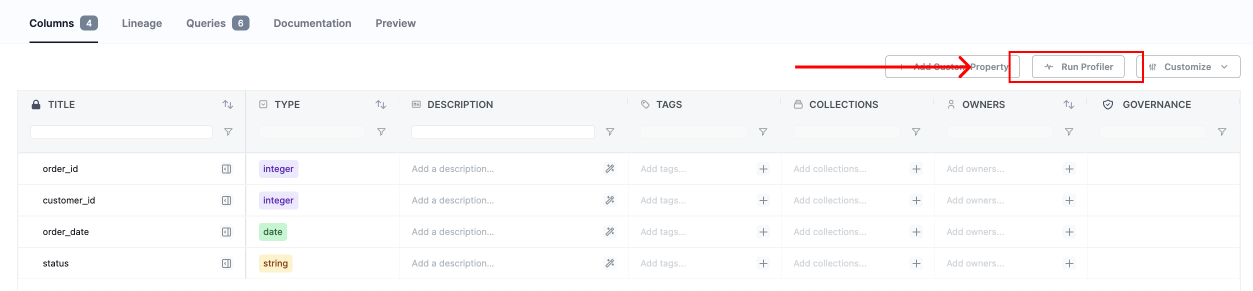 Columns 4 Lineage Queries 6 Documentation Preview
Add Custom Property Run Profiler Customize
TITLE TYPE DESCRIPTION TAGS COLLECTIONS OWNERS GOVERNANCE
order_id integer Add a description... Add tags... Add collections... Add owners...
customer_id integer Add a description... Add tags... Add collections... Add owners...
order_date date Add a description... Add tags... Add collections... Add owners...
status string Add a description... Add tags... Add collections... Add owners...